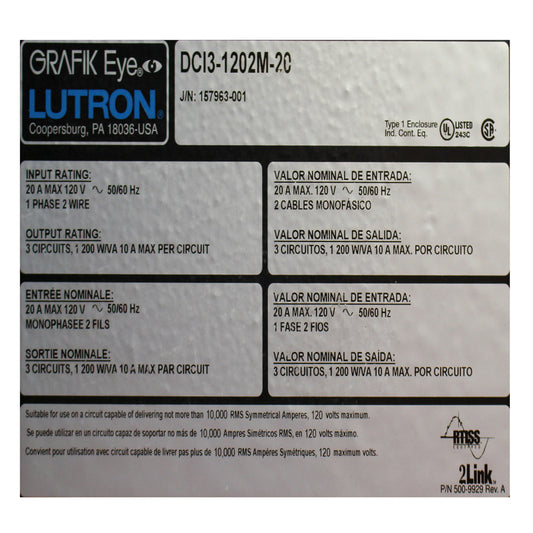 GRAFIK Eye®
LUTRON®
Coopersburg, PA 18036-USA
DCI3-1202M-20
J/N: 157963-001
Type 1 Enclosure
Ind. Cont. Eq.
UL LISTED
243C
INPUT RATING:
20 A MAX 120 V ~ 50/60 Hz
1 PHASE 2 WIRE
OUTPUT RATING:
3 CIRCUITS, 1 200 W/VA 10 A MAX PER CIRCUIT
VALOR NOMINAL DE ENTRADA:
20 A MAX. 120 V ~ 50/60 Hz
2 CABLES MONOFÁSICO
VALOR NOMINAL DE SALIDA:
3 CIRCUITOS, 1 200 W/VA 10 A MAX. POR CIRCUITO
ENTRÉE NOMINALE:
20 A MAX 120 V ~ 50/60 Hz
MONOPHASEE 2 FILS
SORTIE NOMINALE:
3 CIRCUITS, 1 200 W/VA 10 A MAX PAR CIRCUIT
VALOR NOMINAL DE ENTRADA:
20 A MAX. 120 V ~ 50/60 Hz
1 FASE 2 FIOS
VALOR NOMINAL DE SAÍDA:
3 CIRCUITOS, 1 200 W/VA 10 A MAX. POR CIRCUITO
Suitable for use on a circuit capable of delivering not more than 10,000 RMS Symmetrical Amperes, 120 volts maximum.
Se puede utilizar en un circuito capaz de soportar no más de 10,000 Ampres Simétricos RMS, en 120 volts máximo.
Convient pour utilisation avec circuit capable de livrer pas plus de 10,000 RMS Ampéres Symétriques, 120 maximum volts.
RTISS
EQUIPPED
2Link™
P/N 500-9929 Rev. A